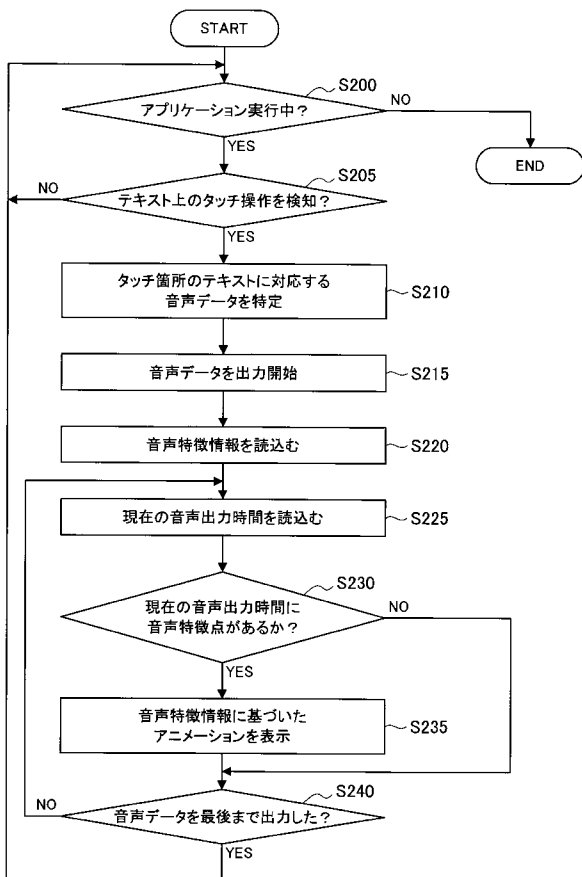 START
S200
アプリケーション実行中？
NO
YES
END
S205
NO
テキスト上のタッチ操作を検知？
YES
タッチ箇所のテキストに対応する
音声データを特定
S210
音声データを出力開始
S215
音声特徴情報を読込む
S220
現在の音声出力時間を読込む
S225
S230
現在の音声出力時間に
音声特徴点があるか？
NO
YES
音声特徴情報に基づいた
アニメーションを表示
S235
S240
NO
音声データを最後まで出力した？
YES